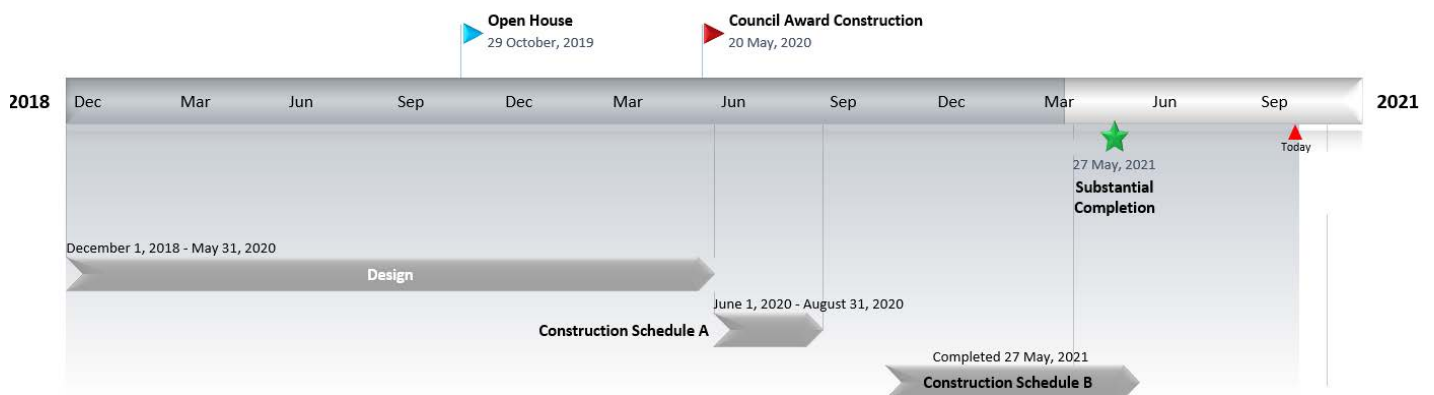 Open House
29 October, 2019
Council Award Construction
20 May, 2020
2018 Dec Mar Jun Sep Dec Mar Jun Sep Dec Mar Jun Sep 2021
Today
27 May, 2021
Substantial
Completion
December 1, 2018 - May 31, 2020
Design
June 1, 2020 - August 31, 2020
Construction Schedule A
Completed 27 May, 2021
Construction Schedule B